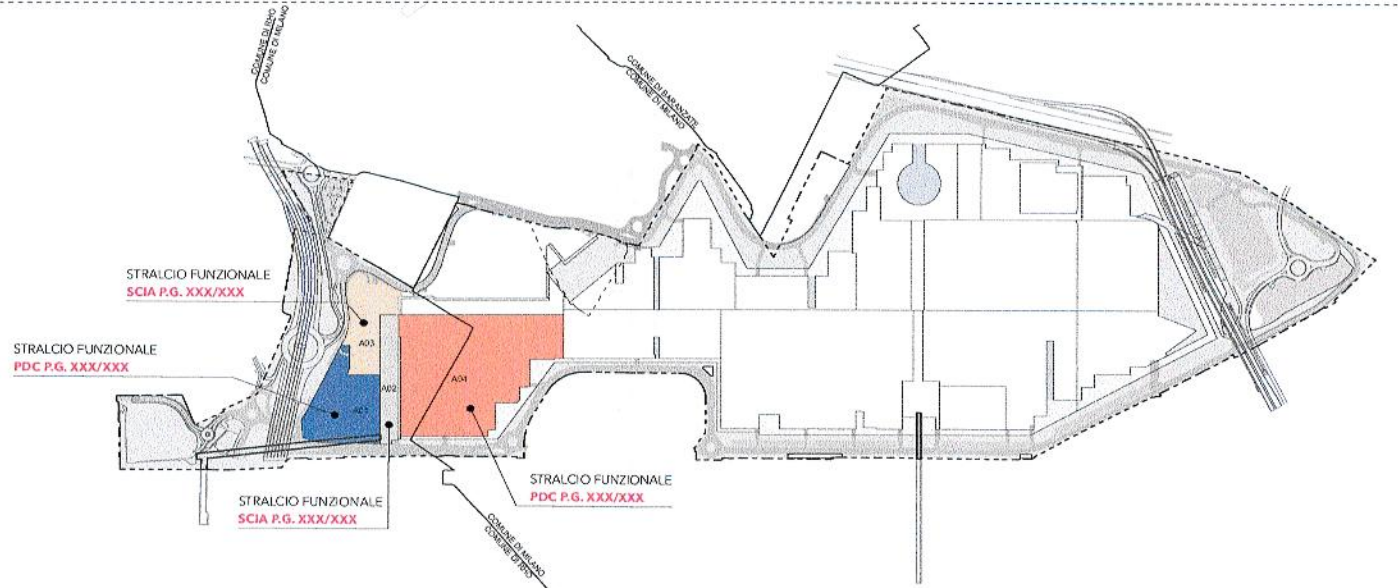 COMUNE DI RHO
COMUNE DI MILANO
COMUNE DI BARANZATE
COMUNE DI MILANO
STRALCIO FUNZIONALE
SCIA P.G. XXX/XXX
A03
STRALCIO FUNZIONALE
PDC P.G. XXX/XXX
A02
A04
A01
STRALCIO FUNZIONALE
PDC P.G. XXX/XXX
STRALCIO FUNZIONALE
SCIA P.G. XXX/XXX
COMUNE DI MILANO
COMUNE DI RHO